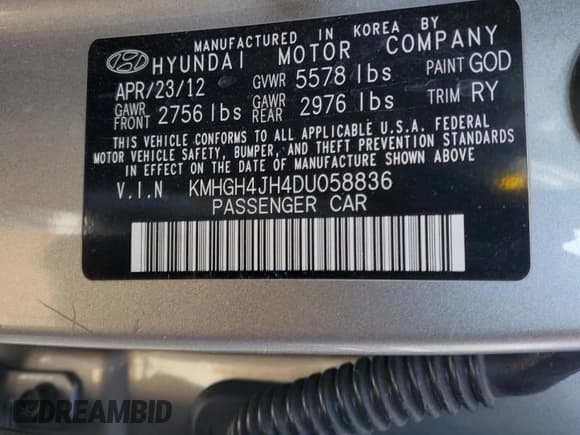 MANUFACTURED IN KOREA BY
HYUNDAI MOTOR COMPANY
APR/23/12 GVWR 5578 lbs PAINT GOD
GAWR FRONT 2756 lbs GAWR REAR 2976 lbs TRIM RY
THIS VEHICLE CONFORMS TO ALL APPLICABLE U.S.A. FEDERAL
MOTOR VEHICLE SAFETY, BUMPER, AND THEFT PREVENTION STANDARDS
IN EFFECT ON THE DATE OF MANUFACTURE SHOWN ABOVE.
V.I.N KMHGH4JH4DU058836
PASSENGER CAR
DREAMBID